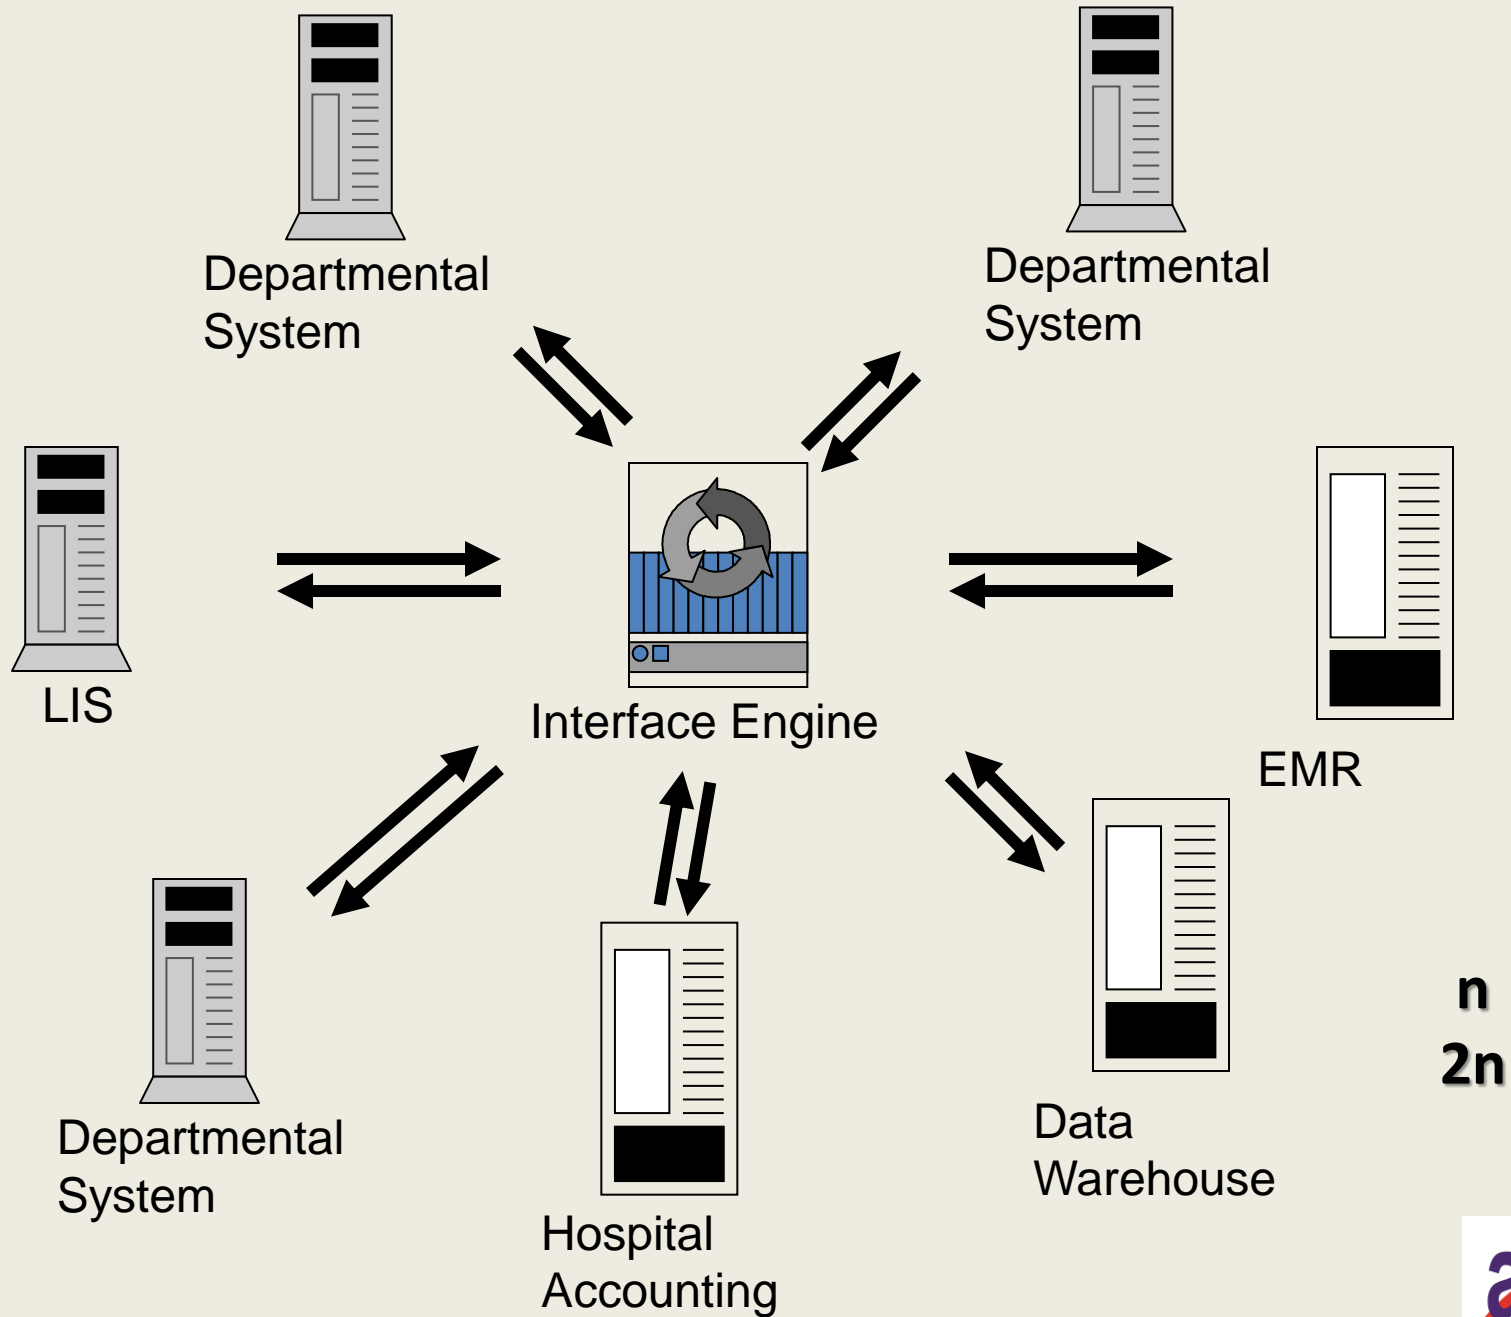 Departmental
System
Departmental
System
LIS
Interface Engine
EMR
Departmental
System
Hospital
Accounting
Data
Warehouse
n
2n
a